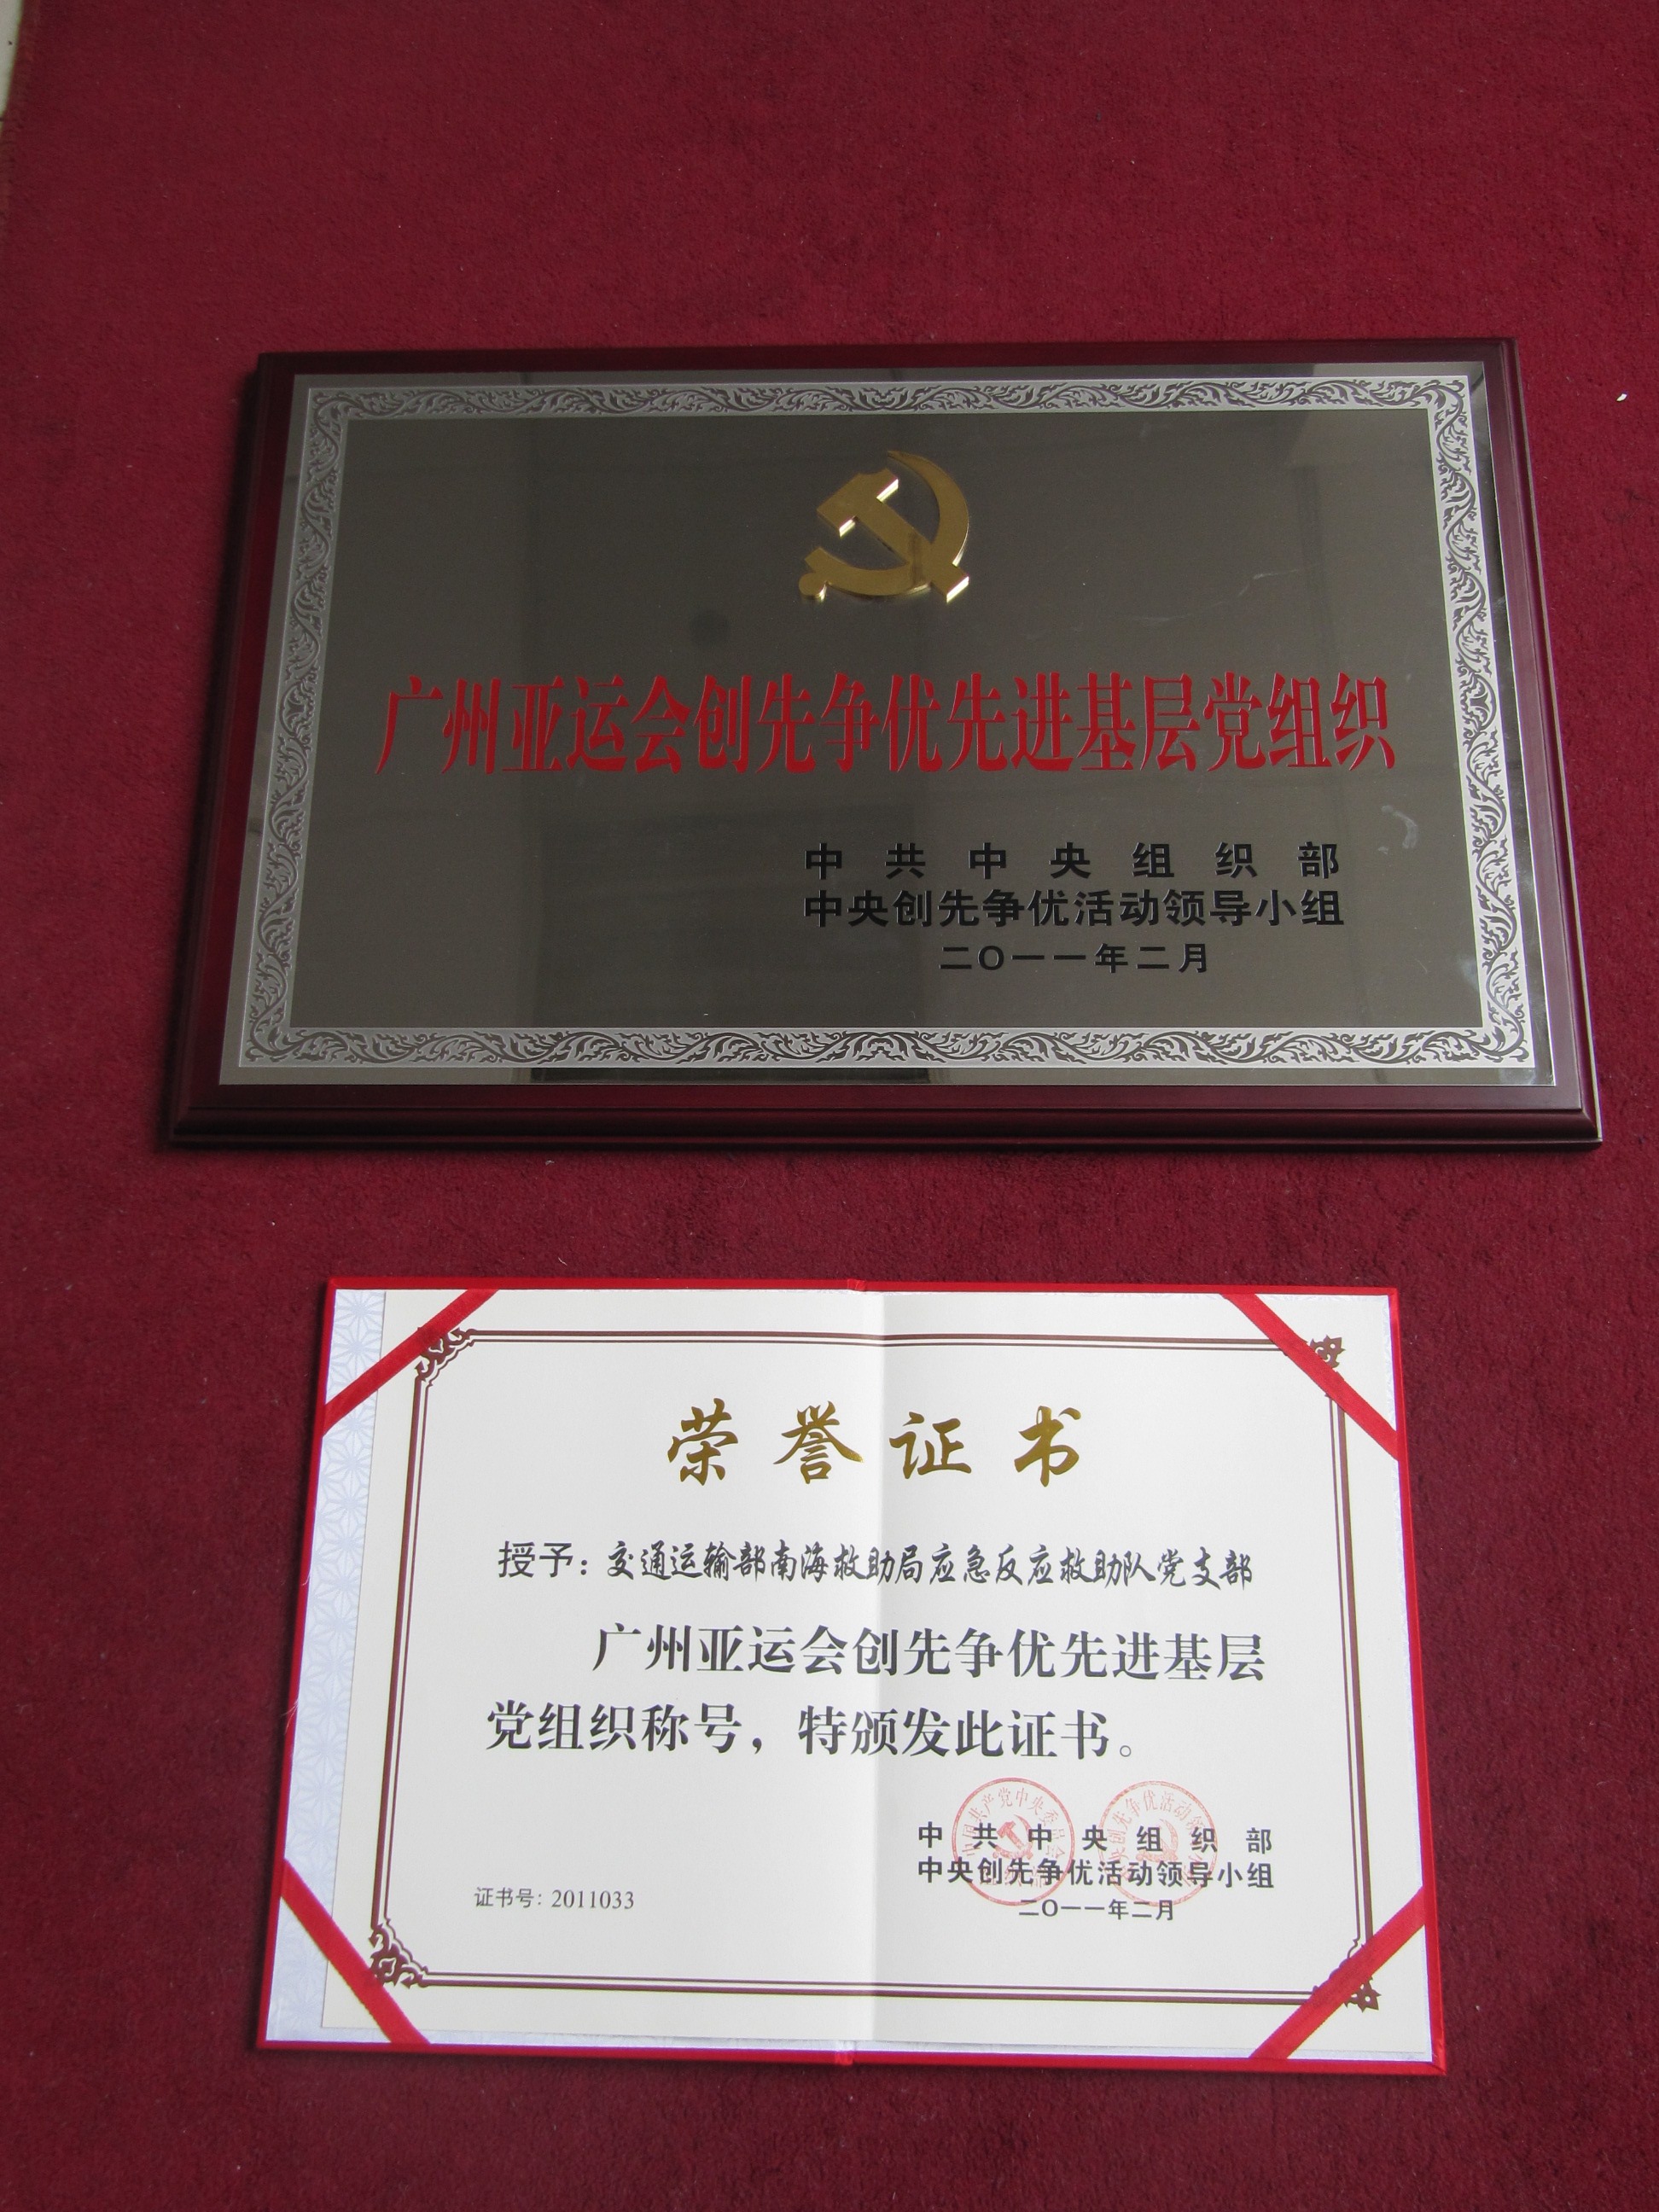 广州亚运会创先争优先进基层党组织
中共中央组织部
中央创先争优活动领导小组
二〇一一年二月
荣誉证书
授予：交通运输部南海救助局应急反应救助队党支部
广州亚运会创先争优先进基层
党组织称号，特颁发此证书。
中共中央组织部
中央创先争优活动领导小组
二〇一一年二月
证书号：2011033